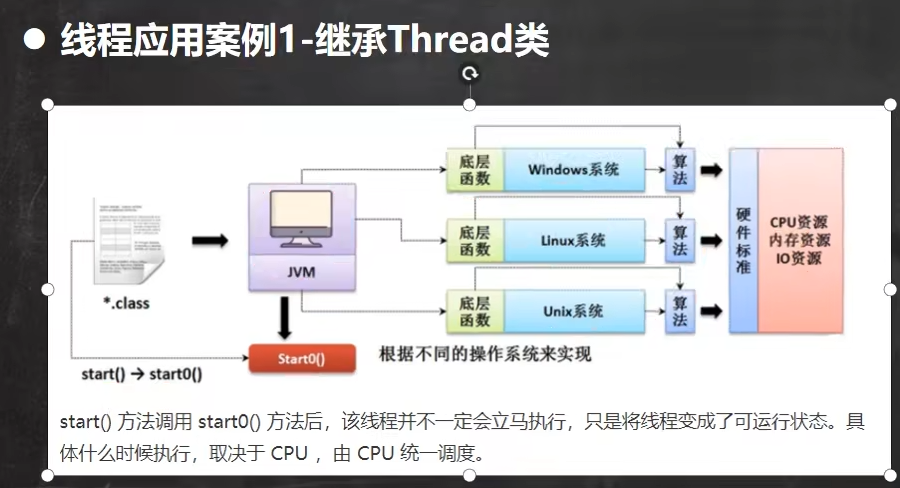 ● 线程应用案例1-继承Thread类
底层
函数
Windows系统
算
法
底层
函数
Linux系统
算
法
底层
函数
Unix系统
算
法
硬
件
标
准
CPU资源
内存资源
IO资源
JVM
*.class
Start0()
根据不同的操作系统来实现
start() → start0()
start() 方法调用 start0() 方法后，该线程并不一定会立马执行，只是将线程变成了可运行状态。具
体什么时候执行，取决于 CPU ，由 CPU 统一调度。